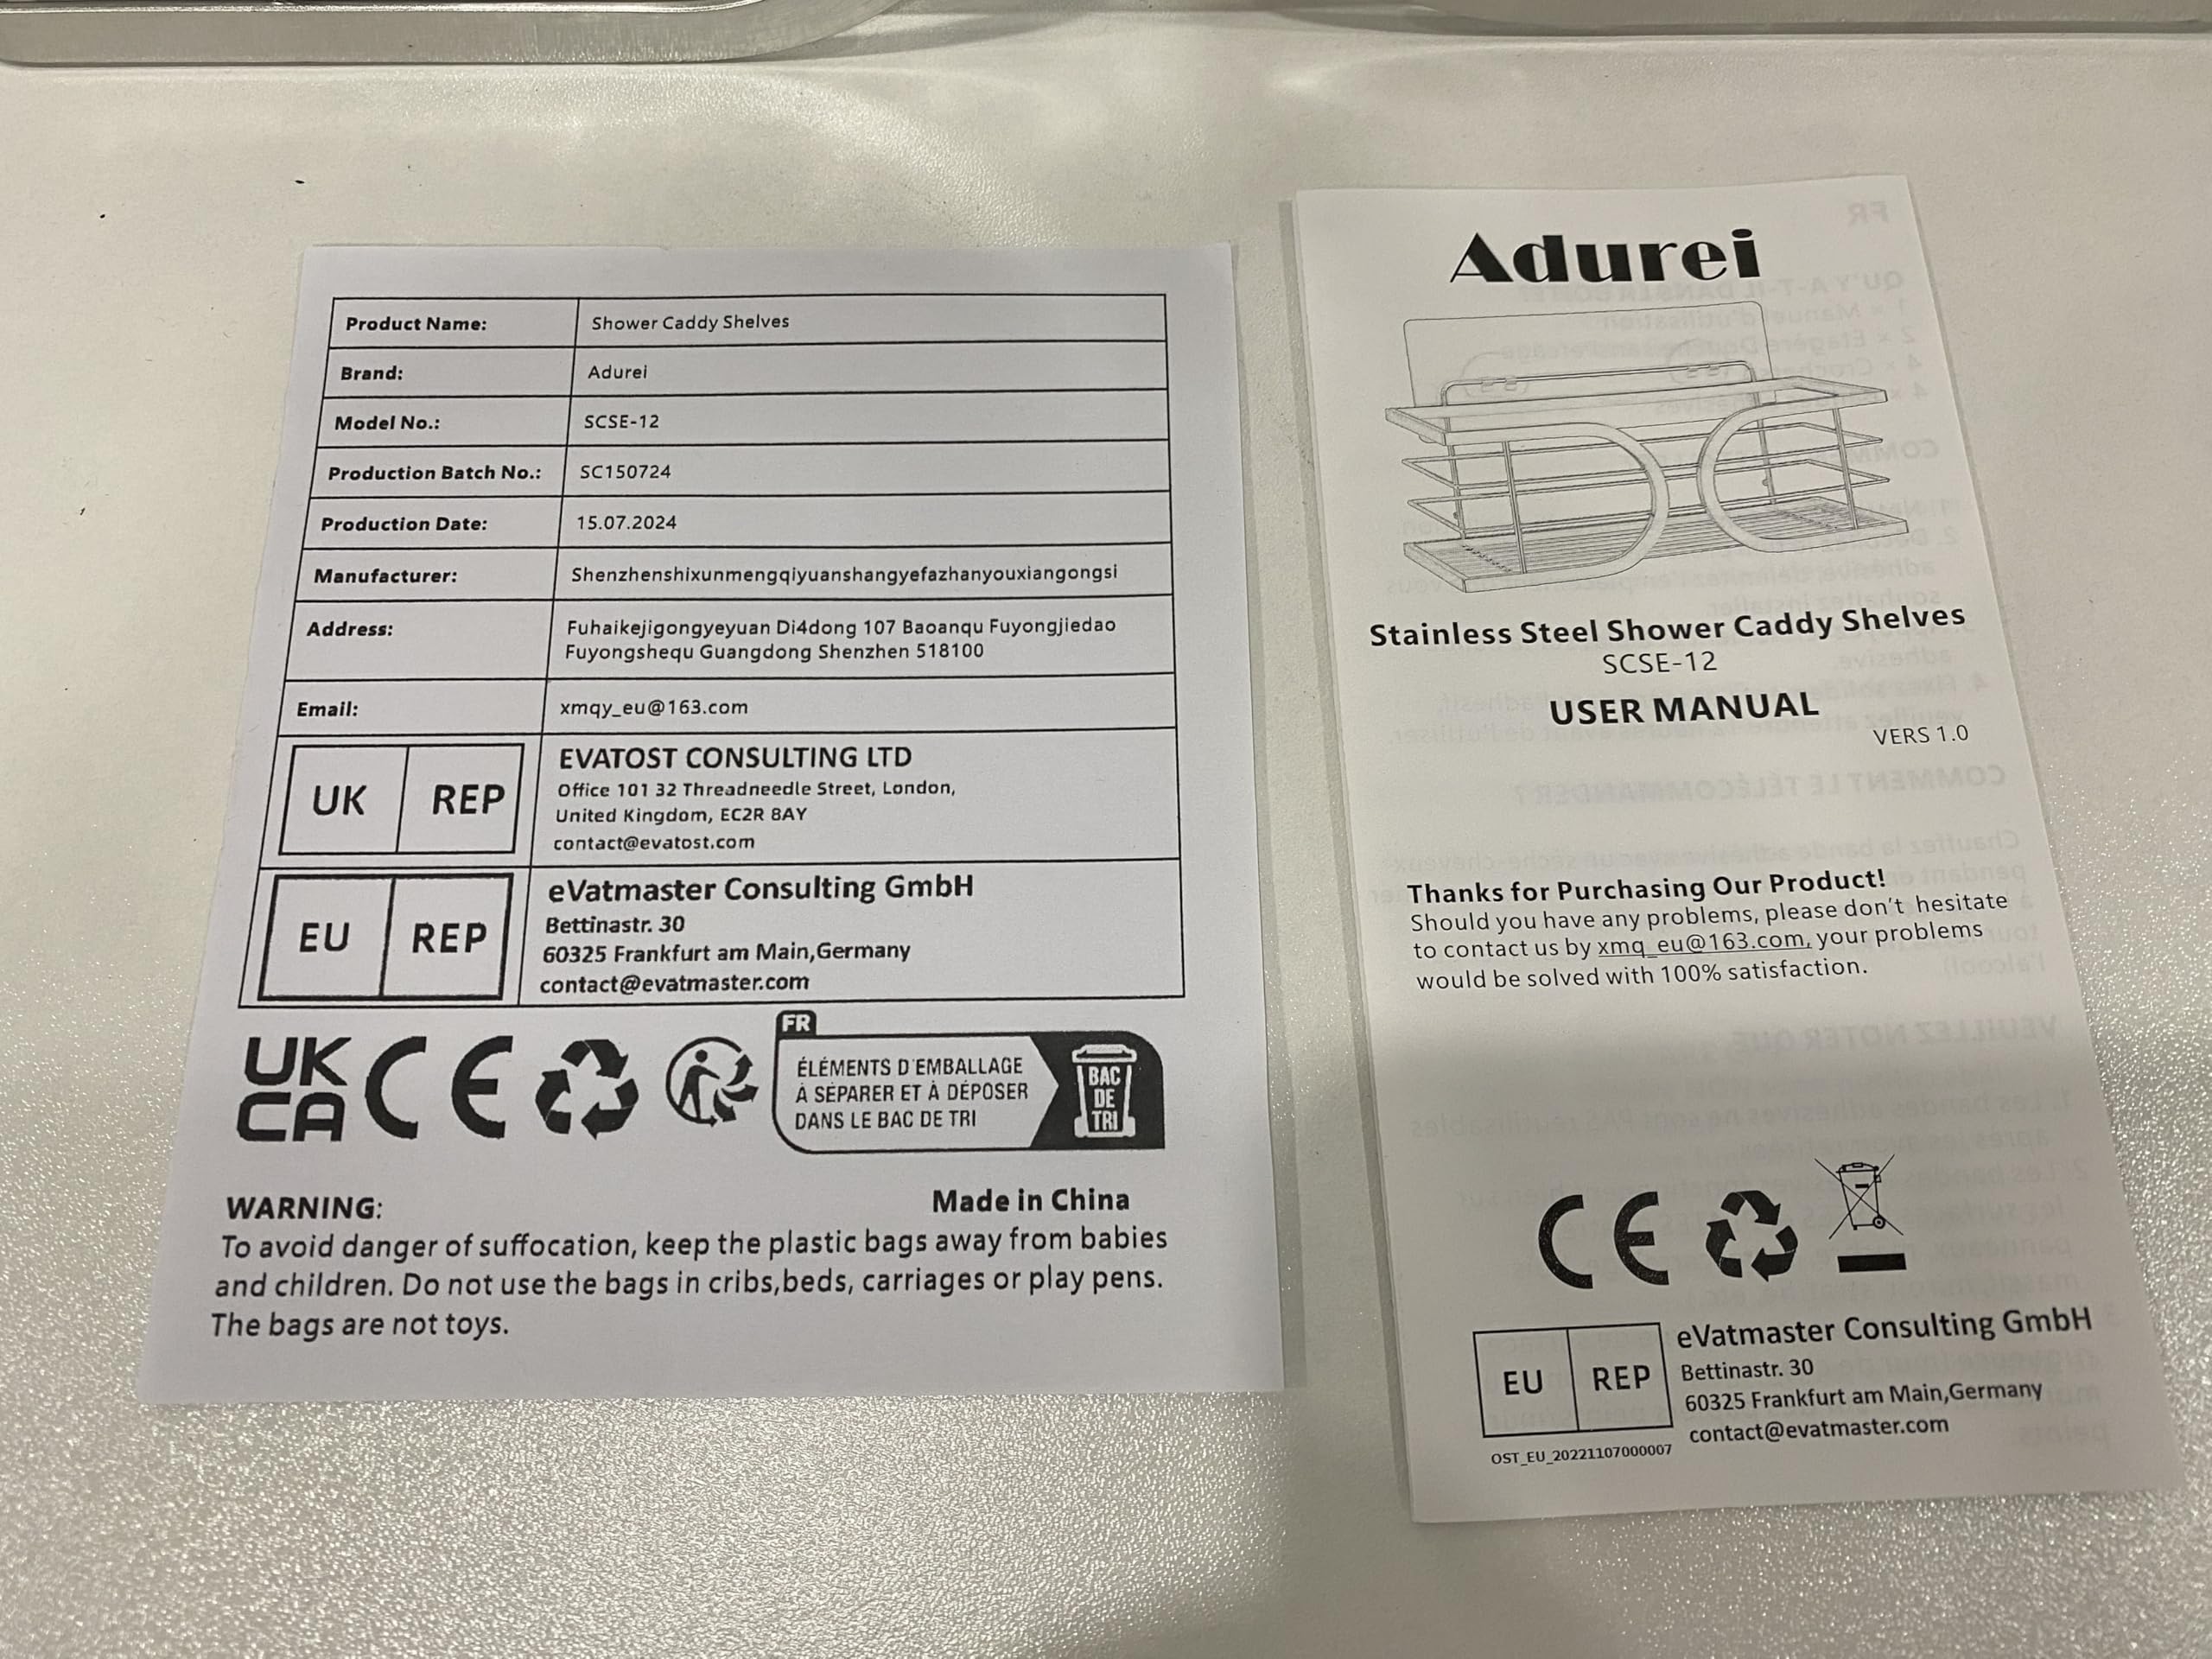 Product Name: Shower Caddy Shelves
Brand: Adurei
Model No.: SCSE-12
Production Batch No.: SC150724
Production Date: 15.07.2024
Manufacturer: Shenzhenshixunmengqiyuanshangyefazhanyouxiangongsi
Address: Fuhaikejigongyeyuan Di4dong 107 Baoanqu Fuyongjiedao
Fuyongshequ Guangdong Shenzhen 518100
Email: xmqy_eu@163.com
UK REP
EVATOST CONSULTING LTD
Office 101 32 Threadneedle Street, London,
United Kingdom, EC2R 8AY
contact@evatost.com
EU REP
eVatmaster Consulting GmbH
Bettinastr. 30
60325 Frankfurt am Main,Germany
contact@evatmaster.com
UK
CA
CE
FR
ÉLÉMENTS D'EMBALLAGE
À SÉPARER ET À DÉPOSER
DANS LE BAC DE TRI
BAC
DE
TRI
WARNING: Made in China
To avoid danger of suffocation, keep the plastic bags away from babies
and children. Do not use the bags in cribs,beds, carriages or play pens.
The bags are not toys.
Adurei
Stainless Steel Shower Caddy Shelves
SCSE-12
USER MANUAL
VERS 1.0
Thanks for Purchasing Our Product!
Should you have any problems, please don't hesitate
to contact us by xmq_eu@163.com, your problems
would be solved with 100% satisfaction.
CE
EU REP
eVatmaster Consulting GmbH
Bettinastr. 30
60325 Frankfurt am Main,Germany
contact@evatmaster.com
OST_EU_20221107000007